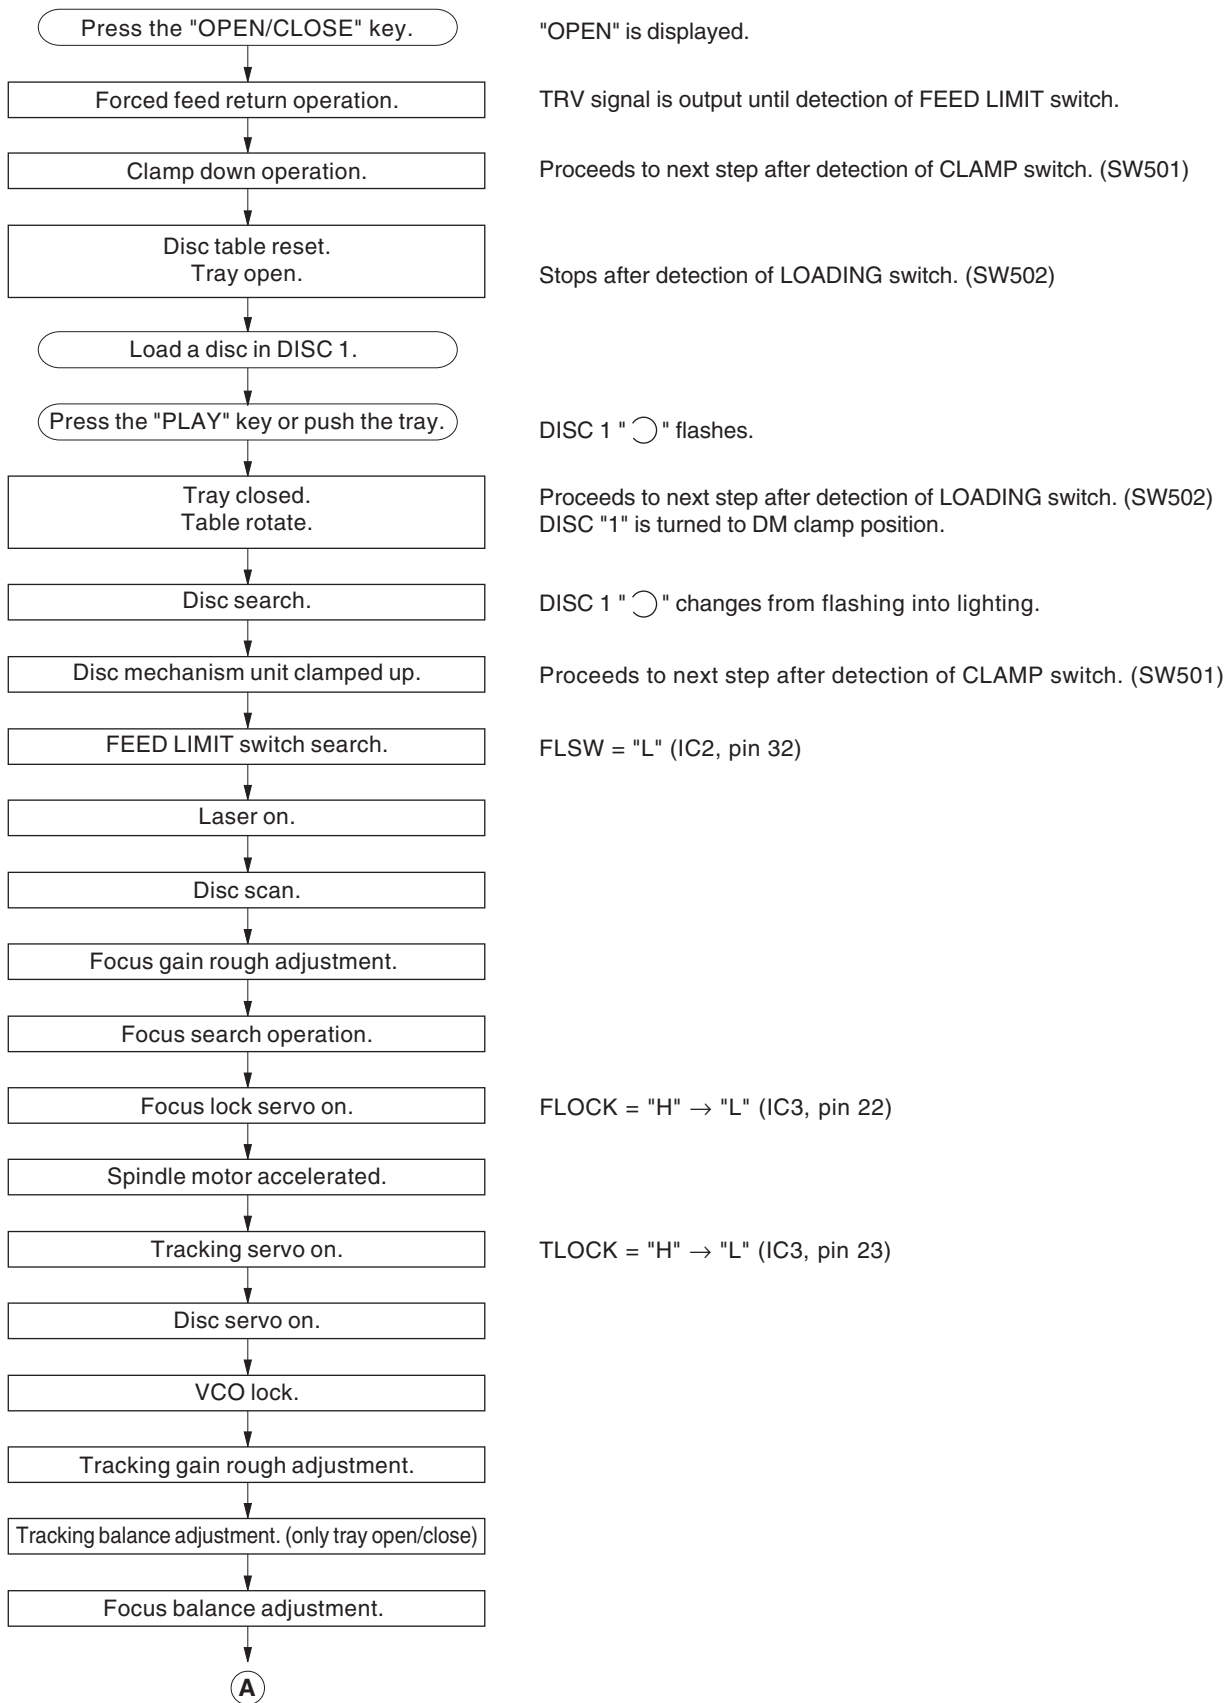 Press the "OPEN/CLOSE" key.
"OPEN" is displayed.
Forced feed return operation.
TRV signal is output until detection of FEED LIMIT switch.
Clamp down operation.
Proceeds to next step after detection of CLAMP switch. (SW501)
Disc table reset.
Tray open.
Stops after detection of LOADING switch. (SW502)
Load a disc in DISC 1.
Press the "PLAY" key or push the tray.
DISC 1 " " flashes.
Tray closed.
Table rotate.
Proceeds to next step after detection of LOADING switch. (SW502)
DISC "1" is turned to DM clamp position.
Disc search.
DISC 1 " " changes from flashing into lighting.
Disc mechanism unit clamped up.
Proceeds to next step after detection of CLAMP switch. (SW501)
FEED LIMIT switch search.
FLSW = "L" (IC2, pin 32)
Laser on.
Disc scan.
Focus gain rough adjustment.
Focus search operation.
Focus lock servo on.
FLOCK = "H" → "L" (IC3, pin 22)
Spindle motor accelerated.
Tracking servo on.
TLOCK = "H" → "L" (IC3, pin 23)
Disc servo on.
VCO lock.
Tracking gain rough adjustment.
Tracking balance adjustment. (only tray open/close)
Focus balance adjustment.
A